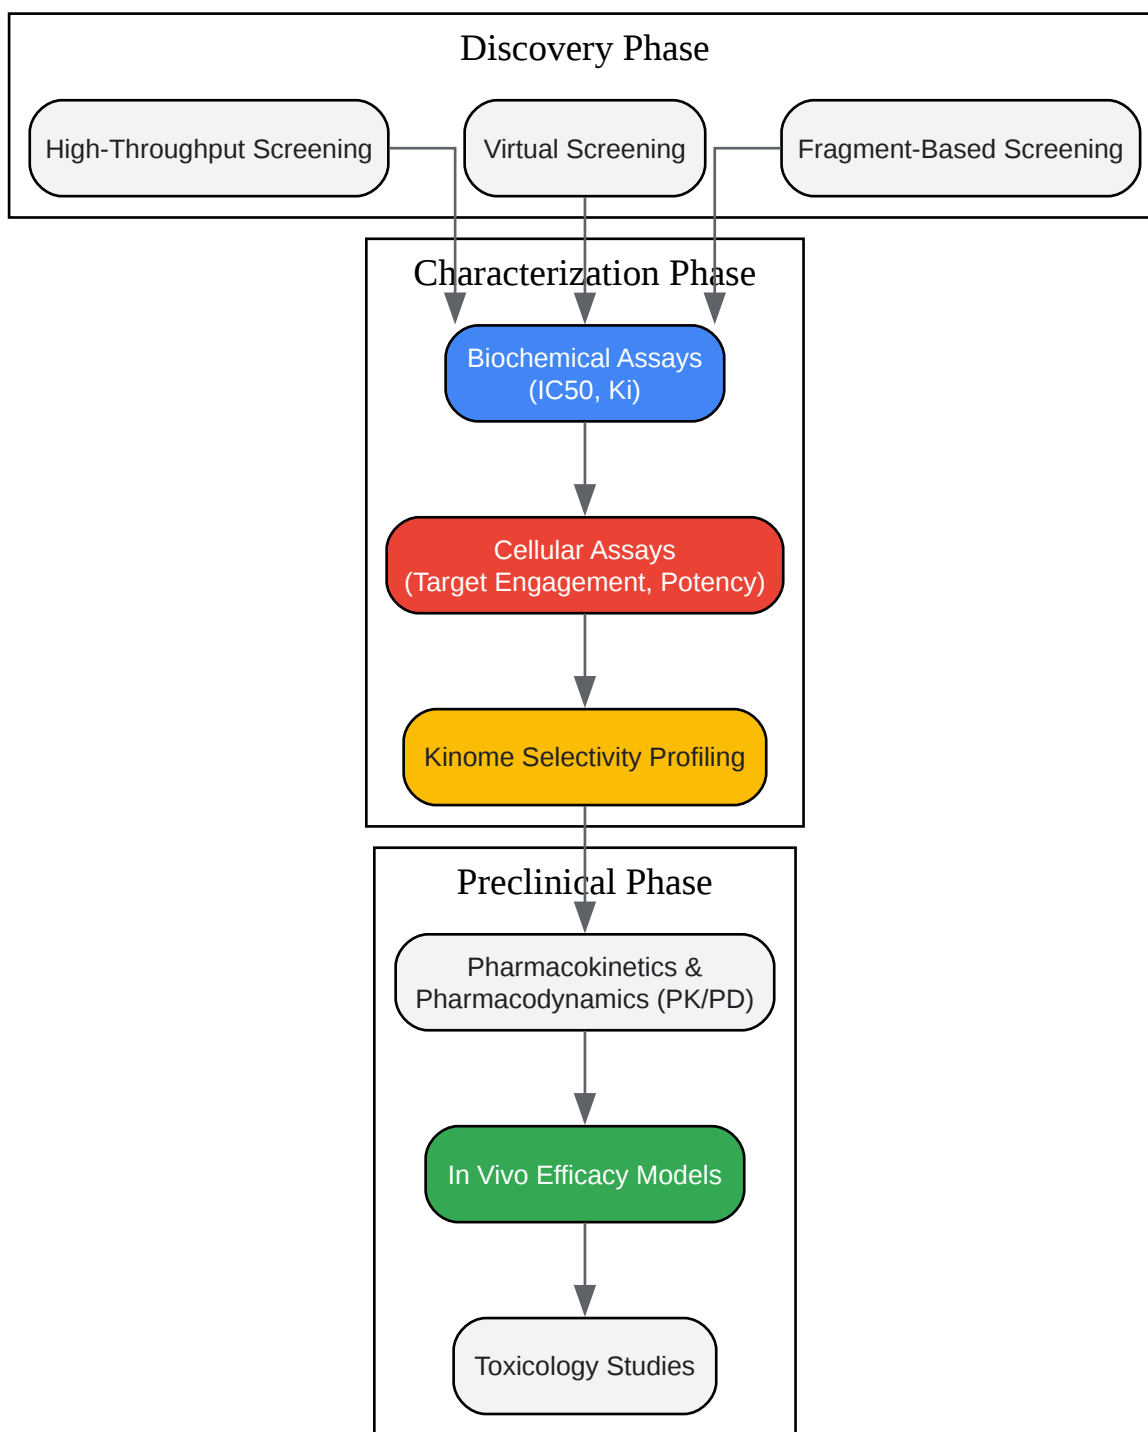 Discovery Phase
High-Throughput Screening
Virtual Screening
Fragment-Based Screening
Characterization Phase
Biochemical Assays
(IC50, Ki)
Cellular Assays
(Target Engagement, Potency)
Kinome Selectivity Profiling
Preclinical Phase
Pharmacokinetics &
Pharmacodynamics (PK/PD)
In Vivo Efficacy Models
Toxicology Studies